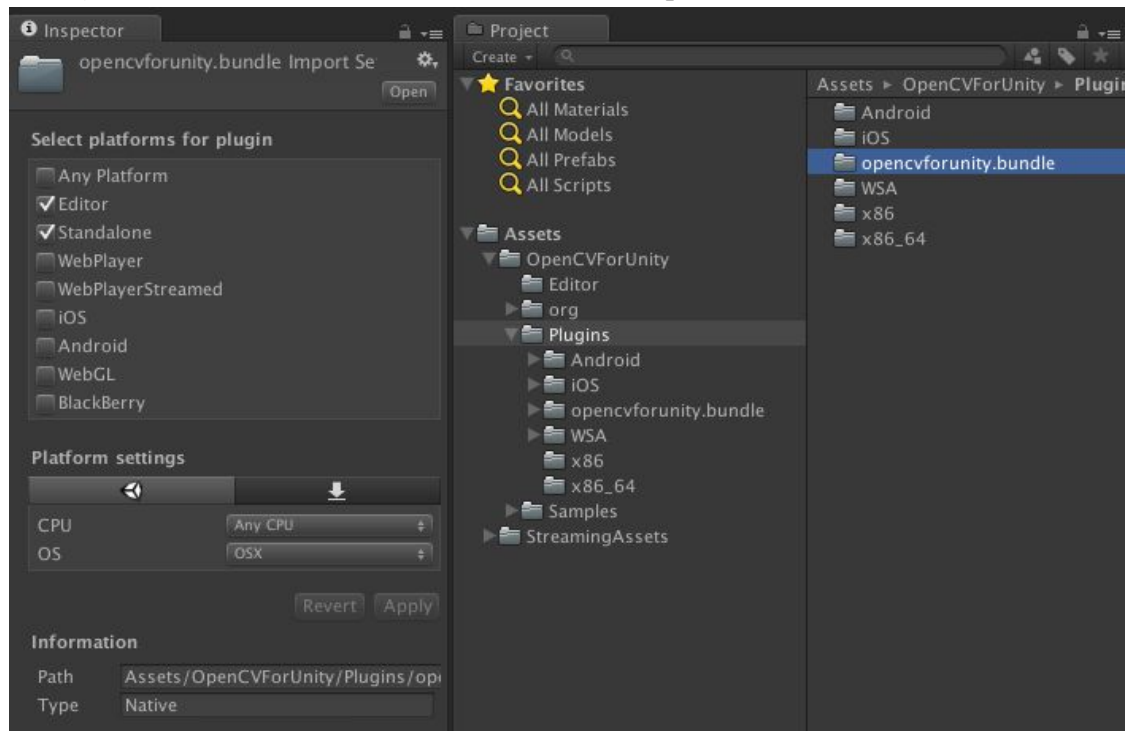 Inspector
opencvforunity.bundle Import Se
Open
Select platforms for plugin
Any Platform
Editor
Standalone
WebPlayer
WebPlayerStreamed
iOS
Android
WebGL
BlackBerry
Platform settings
CPU Any CPU
OS OSX
Revert Apply
Information
Path Assets/OpenCVForUnity/Plugins/op
Type Native
Project
Create
Favorites
All Materials
All Models
All Prefabs
All Scripts
Assets
OpenCVForUnity
Editor
org
Plugins
Android
iOS
opencvforunity.bundle
WSA
x86
x86_64
Samples
StreamingAssets
Assets ▸ OpenCVForUnity ▸ Plugin
Android
iOS
opencvforunity.bundle
WSA
x86
x86_64